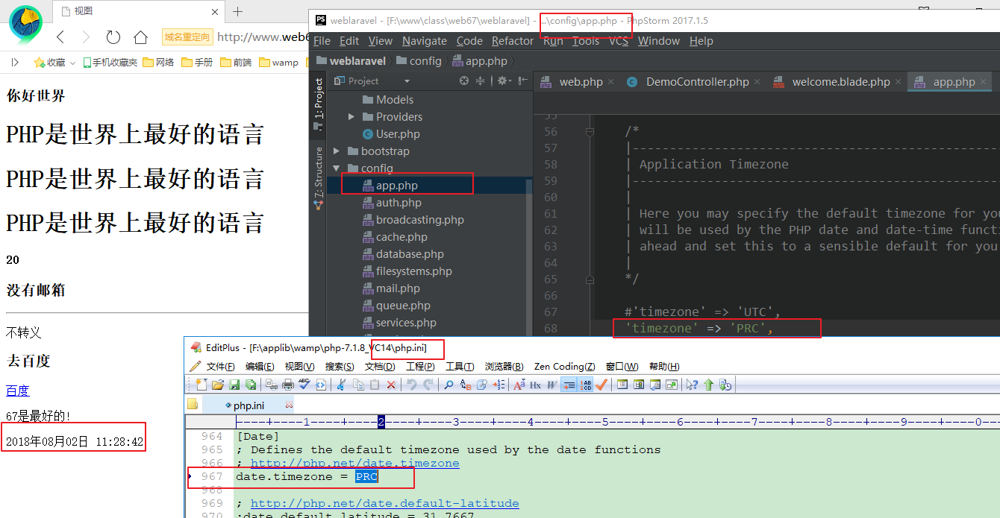 视图
域名重定向 http://www.web6
收藏 手机收藏夹 网络 手册 前端 wamp
你好世界
PHP是世界上最好的语言
PHP是世界上最好的语言
PHP是世界上最好的语言
20
没有邮箱
不转义
去百度
百度
67是最好的!
2018年08月02日 11:28:42
PS weblaravel - [F:\www\class\web67\weblaravel] - ...\config\app.php - PhpStorm 2017.1.5
File Edit View Navigate Code Refactor Run Tools VCS Window Help
weblaravel config app.php
1: Project
7: Structure
Project
Models
Providers
User.php
bootstrap
config
app.php
auth.php
broadcasting.php
cache.php
database.php
filesystems.php
mail.php
queue.php
services.php
web.php DemoController.php welcome.blade.php app.php
55
56 /*
57 |--------------------------------------------------
58 | Application Timezone
59 |--------------------------------------------------
60 |
61 | Here you may specify the default timezone for you
62 | will be used by the PHP date and date-time functi
63 | ahead and set this to a sensible default for you
64 |
65 */
66
67 #'timezone' => 'UTC',
68 'timezone' => 'PRC',
EditPlus - [F:\applib\wamp\php-7.1.8_VC14\php.ini]
文件(F) 编辑(E) 视图(V) 搜索(S) 文档(D) 工程(P) 工具(T) 浏览器(B) Zen Coding(Z) 窗口(W) 帮助(H)
php.ini
----+----1----+----2----+----3----+----4----+----5----+----6----+----7----+----8----+----9----+----0--
964 [Date]
965 ; Defines the default timezone used by the date functions
966 ; http://php.net/date.timezone
967 date.timezone = PRC
968
969 ; http://php.net/date.default-latitude
970 ;date.default_latitude = 31.7667